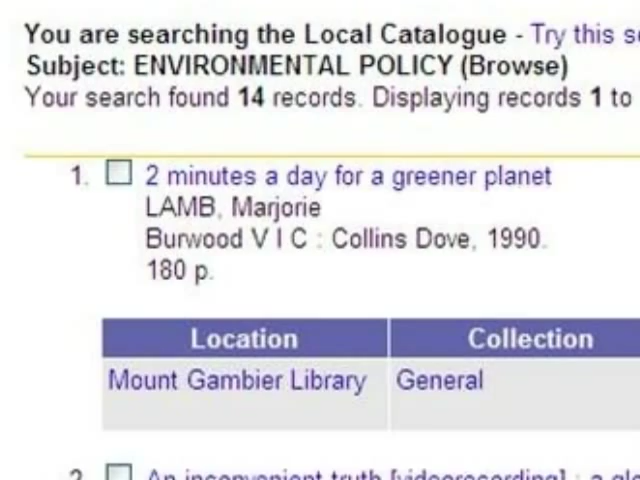 You are searching the Local Catalogue - Try this
Subject: ENVIRONMENTAL POLICY (Browse)
Your search found 14 records. Displaying records 1 to
1. 2 minutes a day for a greener planet
LAMB, Marjorie
Burwood V I C : Collins Dove, 1990.
180 p.
Location Collection
Mount Gambier Library General
2. An inconvenient truth [videorecording] : a